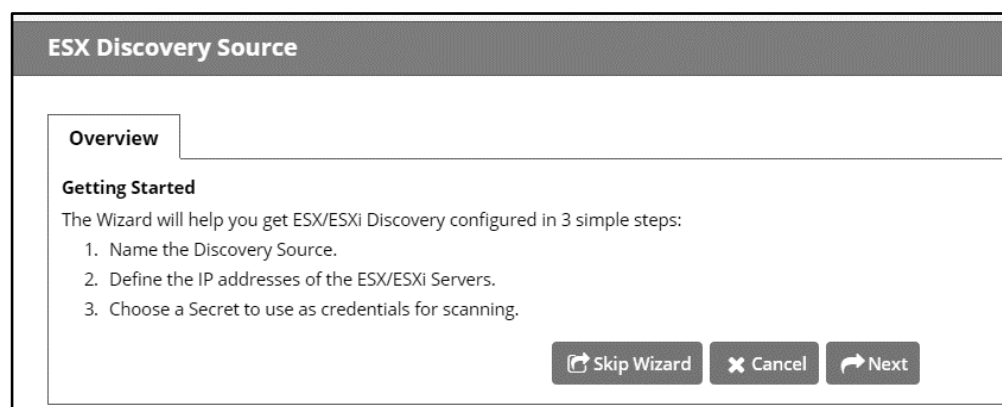 ESX Discovery Source
Overview
Getting Started
The Wizard will help you get ESX/ESXi Discovery configured in 3 simple steps:
1. Name the Discovery Source.
2. Define the IP addresses of the ESX/ESXi Servers.
3. Choose a Secret to use as credentials for scanning.
Skip Wizard Cancel Next